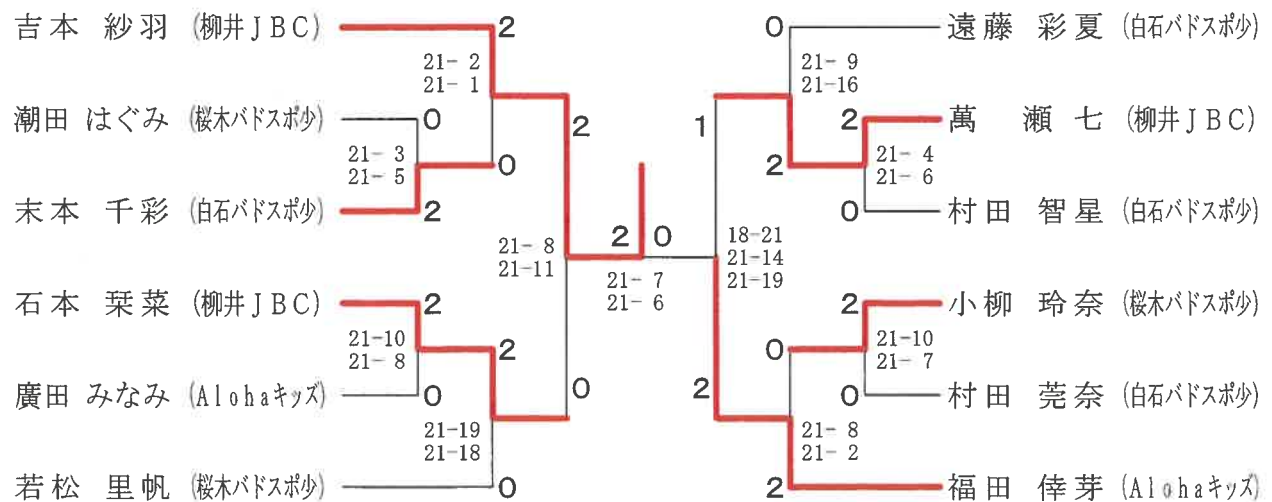 吉本 紗羽 (柳井JBC) 2
21- 2
21- 1
潮田 はぐみ (桜木バドスポ少) 0
21- 3
21- 5
0
末本 千彩 (白石バドスポ少) 2
2
21- 8
21-11
石本 栞菜 (柳井JBC) 2
21-10
21- 8
2
廣田 みなみ (Alohaキッズ) 0
0
21-19
21-18
若松 里帆 (桜木バドスポ少) 0
2 0
21- 7
21- 6
0 遠藤 彩夏 (白石バドスポ少)
21- 9
21-16
1
2 萬 瀬七 (柳井JBC)
2
21- 4
21- 6
0 村田 智星 (白石バドスポ少)
18-21
21-14
21-19
2 小柳 玲奈 (桜木バドスポ少)
0
21-10
21- 7
2
0 村田 莞奈 (白石バドスポ少)
21- 8
21- 2
2 福田 倖芽 (Alohaキッズ)